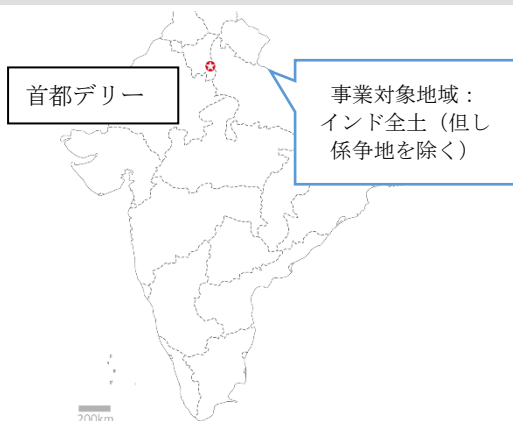 首都デリー
事業対象地域：
インド全土（但し
係争地を除く）
200km